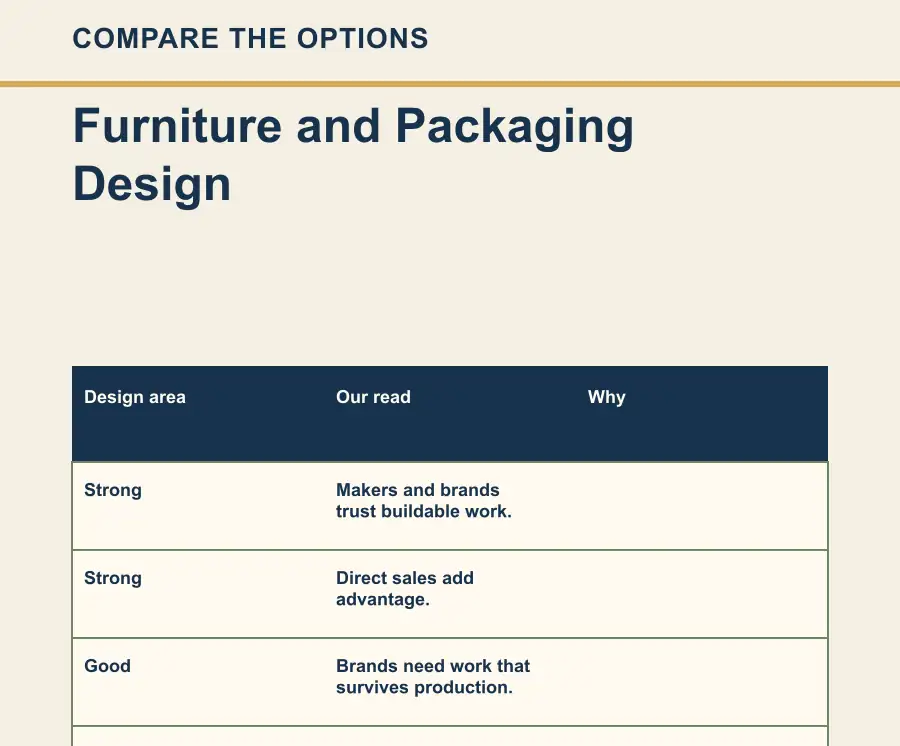 COMPARE THE OPTIONS
Furniture and Packaging
Design
Design area Our read Why
Strong Makers and brands
trust buildable work.
Strong Direct sales add
advantage.
Good Brands need work that
survives production.